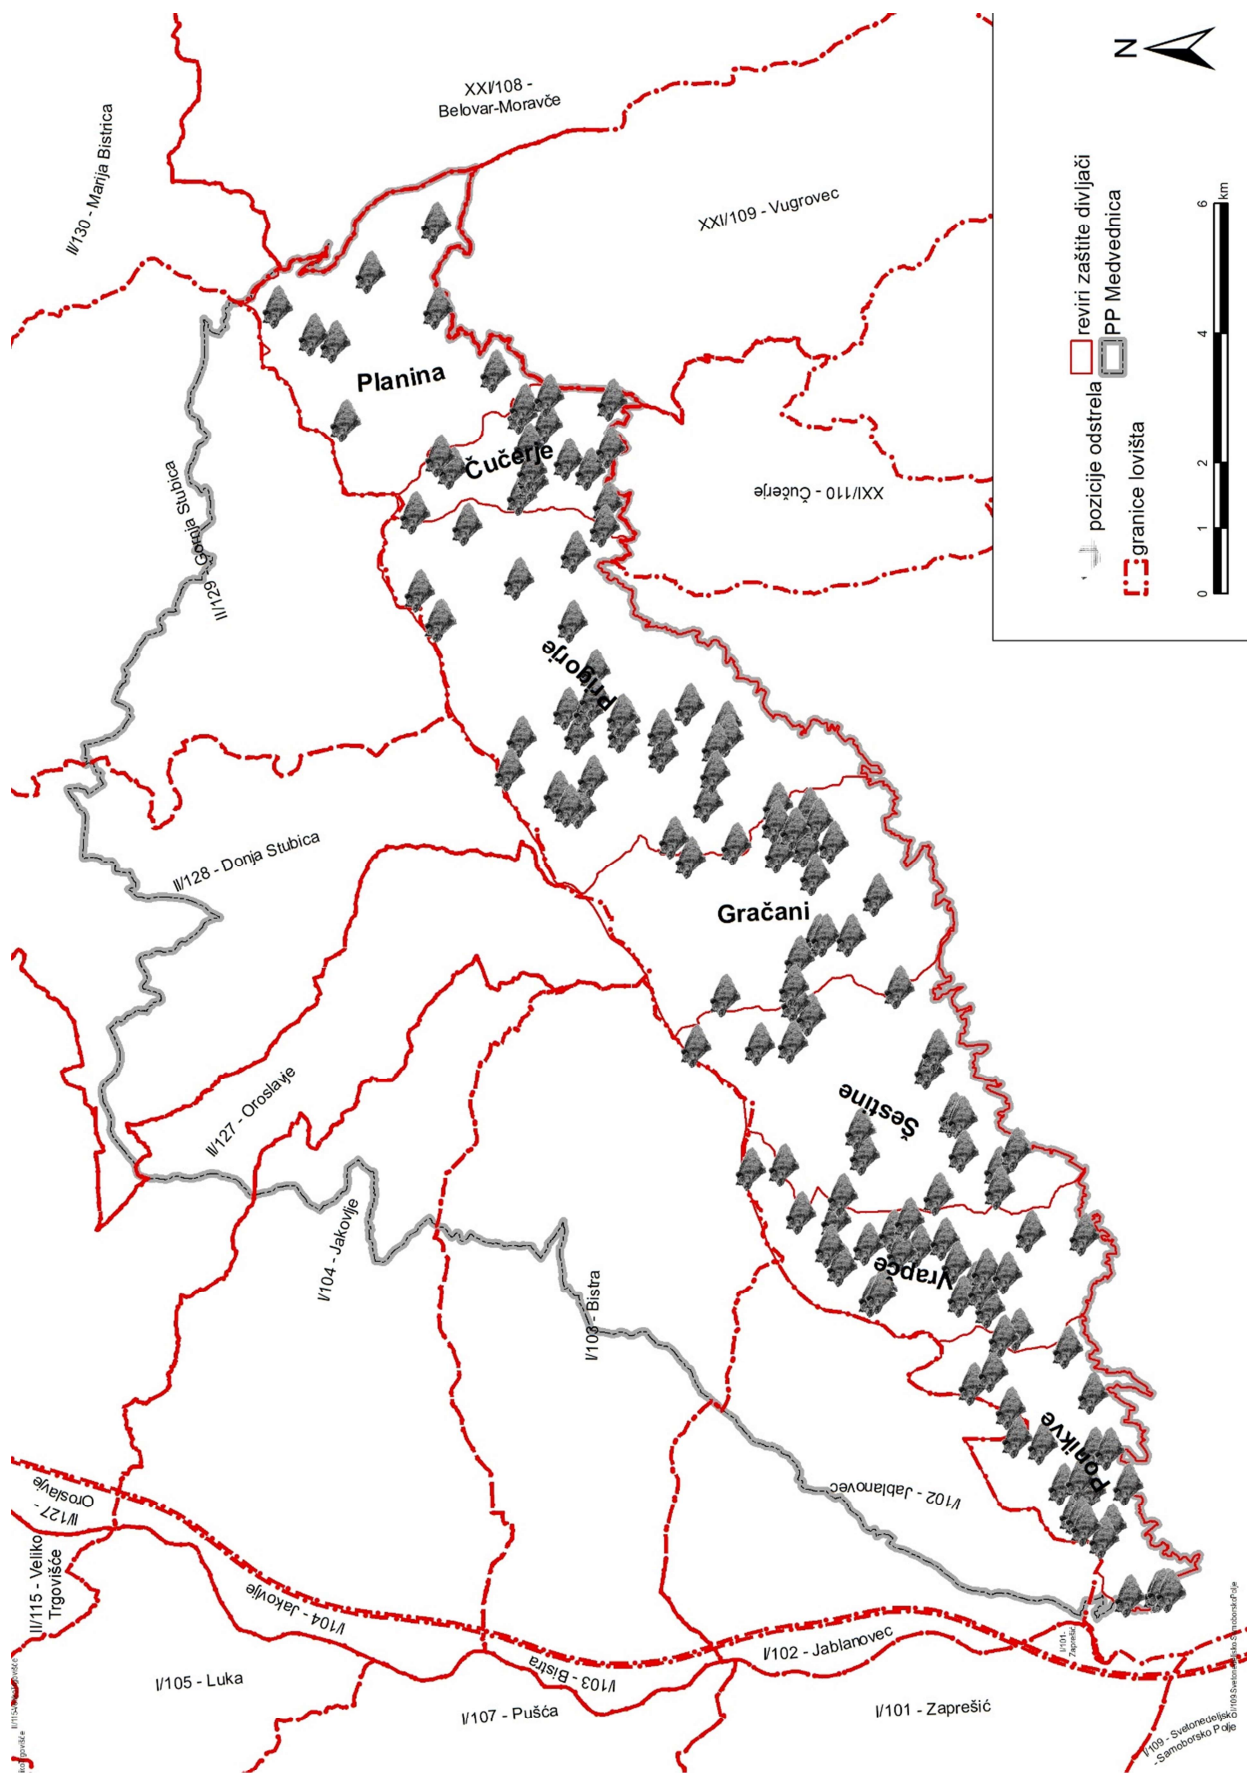 XXI/108 -
Belovar-Moravče
II/130 - Marija Bistrica
N
XXI/109 - Vugrovec
reviri zaštite divljači
PP Medvednica
pozicije odstrela
granice lovišta
0
1
2
4
6
km
Planina
Čučerje
XXI/110 - Čučerje
II/129 - Gornja Stubica
Prigorje
II/128 - Donja Stubica
Gračani
II/127 - Oroslavje
Šestine
I/104 - Jakovlje
Vrapče
I/103 - Bistra
Ponikve
I/102 - Jablanovec
II/127 -
Oroslavje
II/115 - Veliko
Trgovišće
I/104 - Jakovlje
I/105 - Luka
I/103 - Bistra
I/107 - Pušća
I/102 - Jablanovec
I/101-
Zaprešić
I/101 - Zaprešić
I/109 - Svetonedeljsko
- Samoborsko Polje